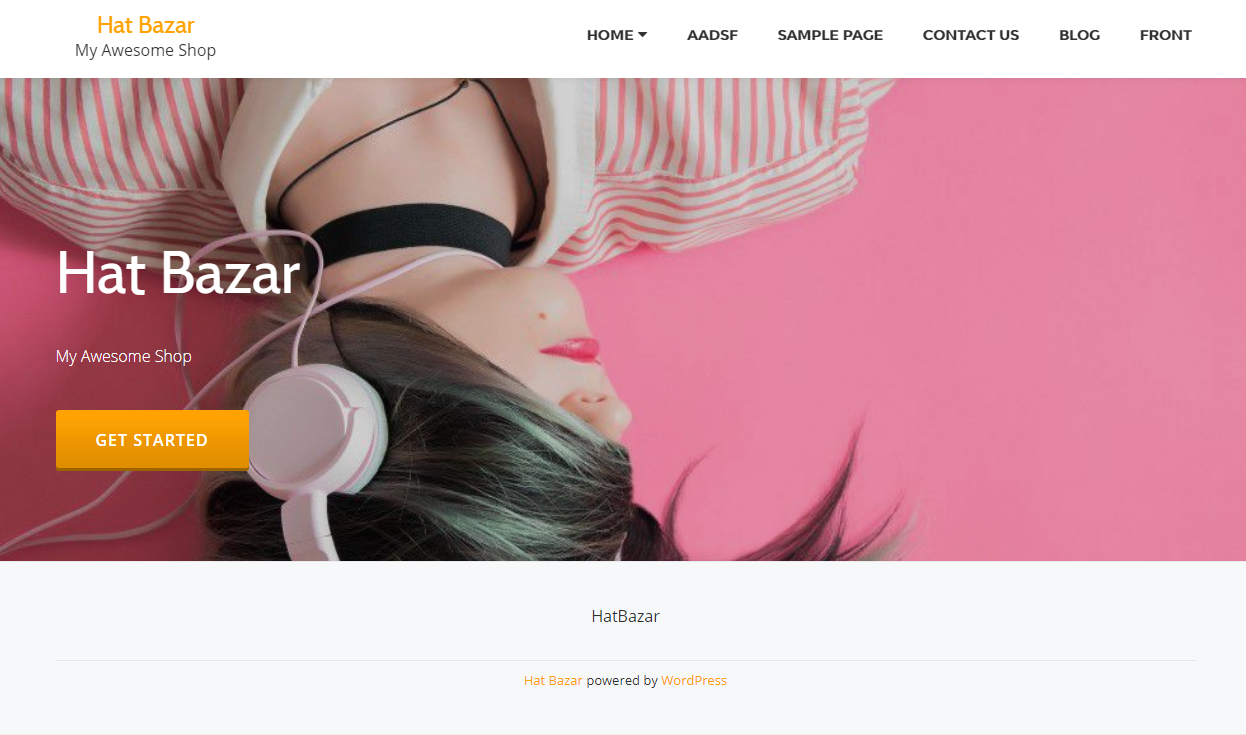 Hat Bazar
My Awesome Shop
HOME AADSF SAMPLE PAGE CONTACT US BLOG FRONT
Hat Bazar
My Awesome Shop
GET STARTED
HatBazar
Hat Bazar powered by WordPress